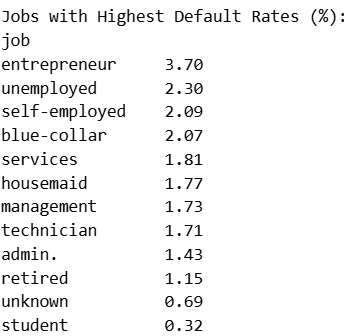 Jobs with Highest Default Rates (%):
job
entrepreneur 3.70
unemployed 2.30
self-employed 2.09
blue-collar 2.07
services 1.81
housemaid 1.77
management 1.73
technician 1.71
admin. 1.43
retired 1.15
unknown 0.69
student 0.32